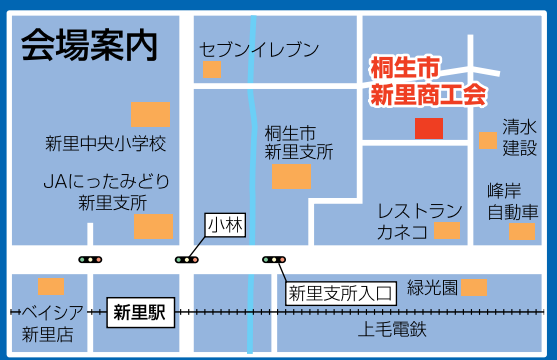 会場案内
セブンイレブン
桐生市
新里商工会
新里中央小学校
桐生市
新里支所
清水
建設
JAにったみどり
新里支所
小林
レストラン
カネコ
峰岸
自動車
ベイシア
新里店
新里駅
新里支所入口
緑光園
上毛電鉄